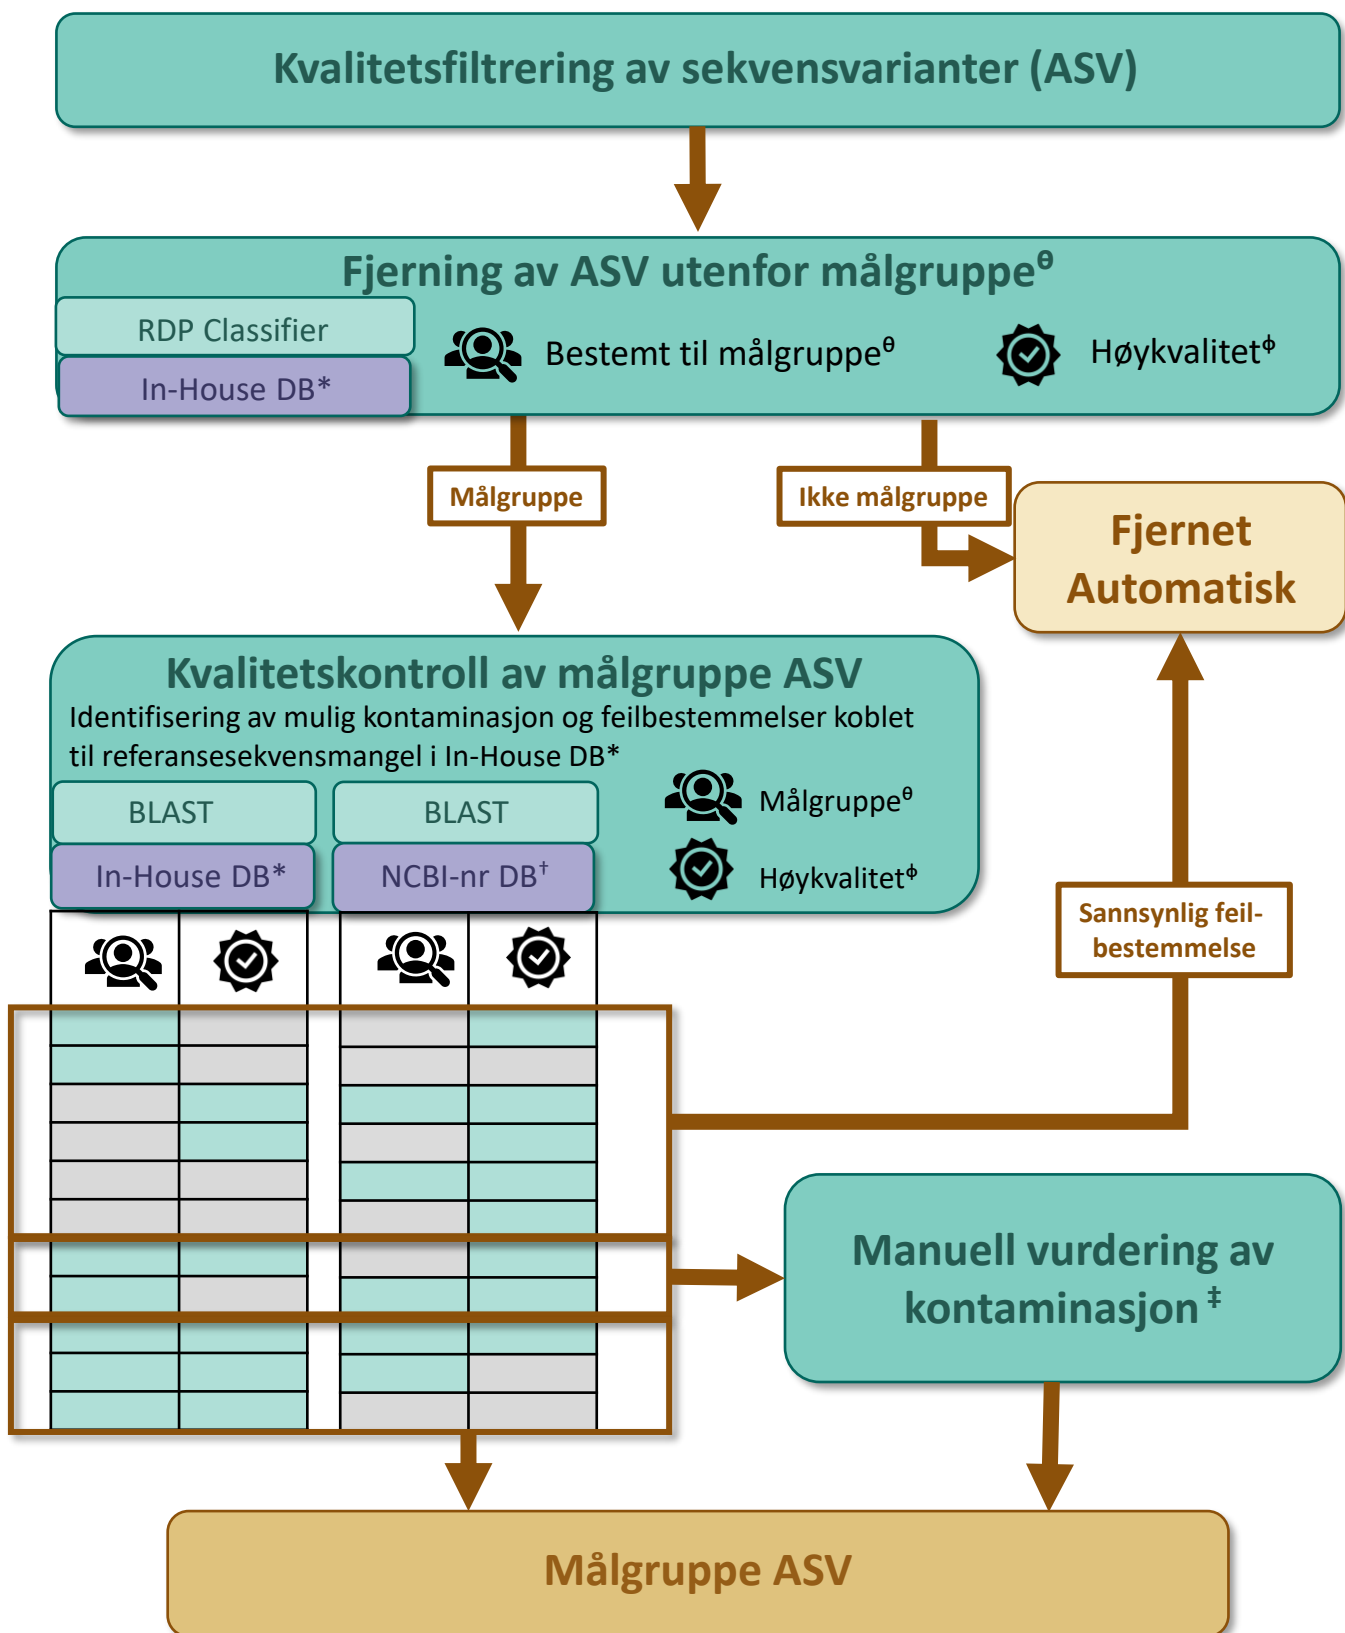 Kvalitetsfiltrering av sekvensvarianter (ASV)
Fjerning av ASV utenfor målgruppeᶿ
RDP Classifier
In-House DB*
Bestemt til målgruppeᶿ
Høykvalitetᶲ
Målgruppe
Ikke målgruppe
Fjernet
Automatisk
Kvalitetskontroll av målgruppe ASV
Identifisering av mulig kontaminasjon og feilbestemmelser koblet
til referansesekvensmangel i In-House DB*
BLAST
In-House DB*
BLAST
NCBI-nr DB†
Målgruppeᶿ
Høykvalitetᶲ
Sannsynlig feil-
bestemmelse
Manuell vurdering av
kontaminasjon ‡
Målgruppe ASV